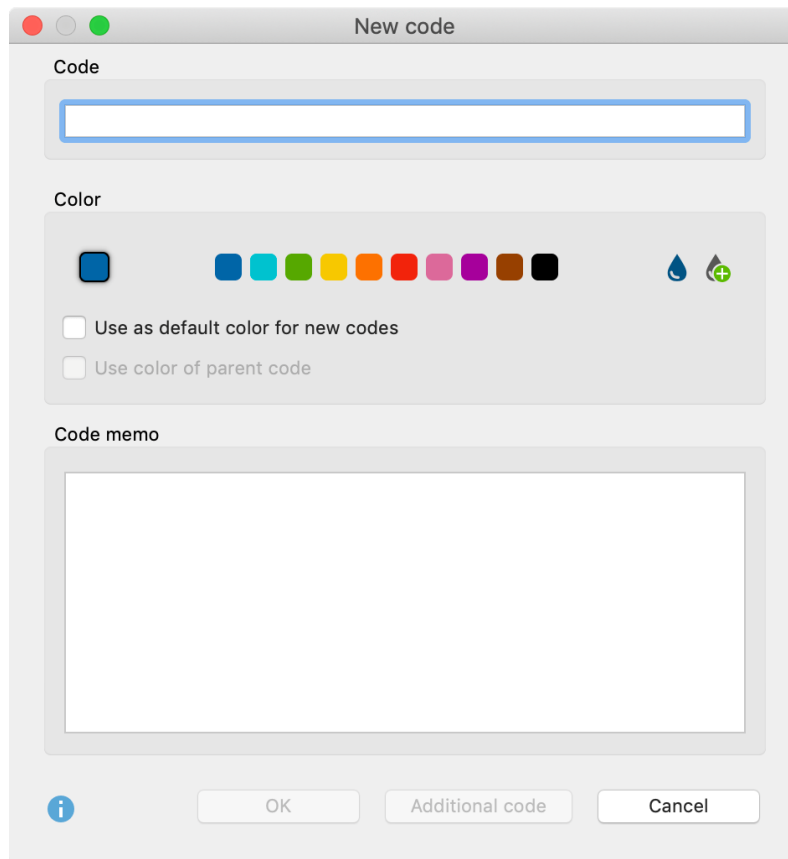 New code
Code
Color
Use as default color for new codes
Use color of parent code
Code memo
OK
Additional code
Cancel